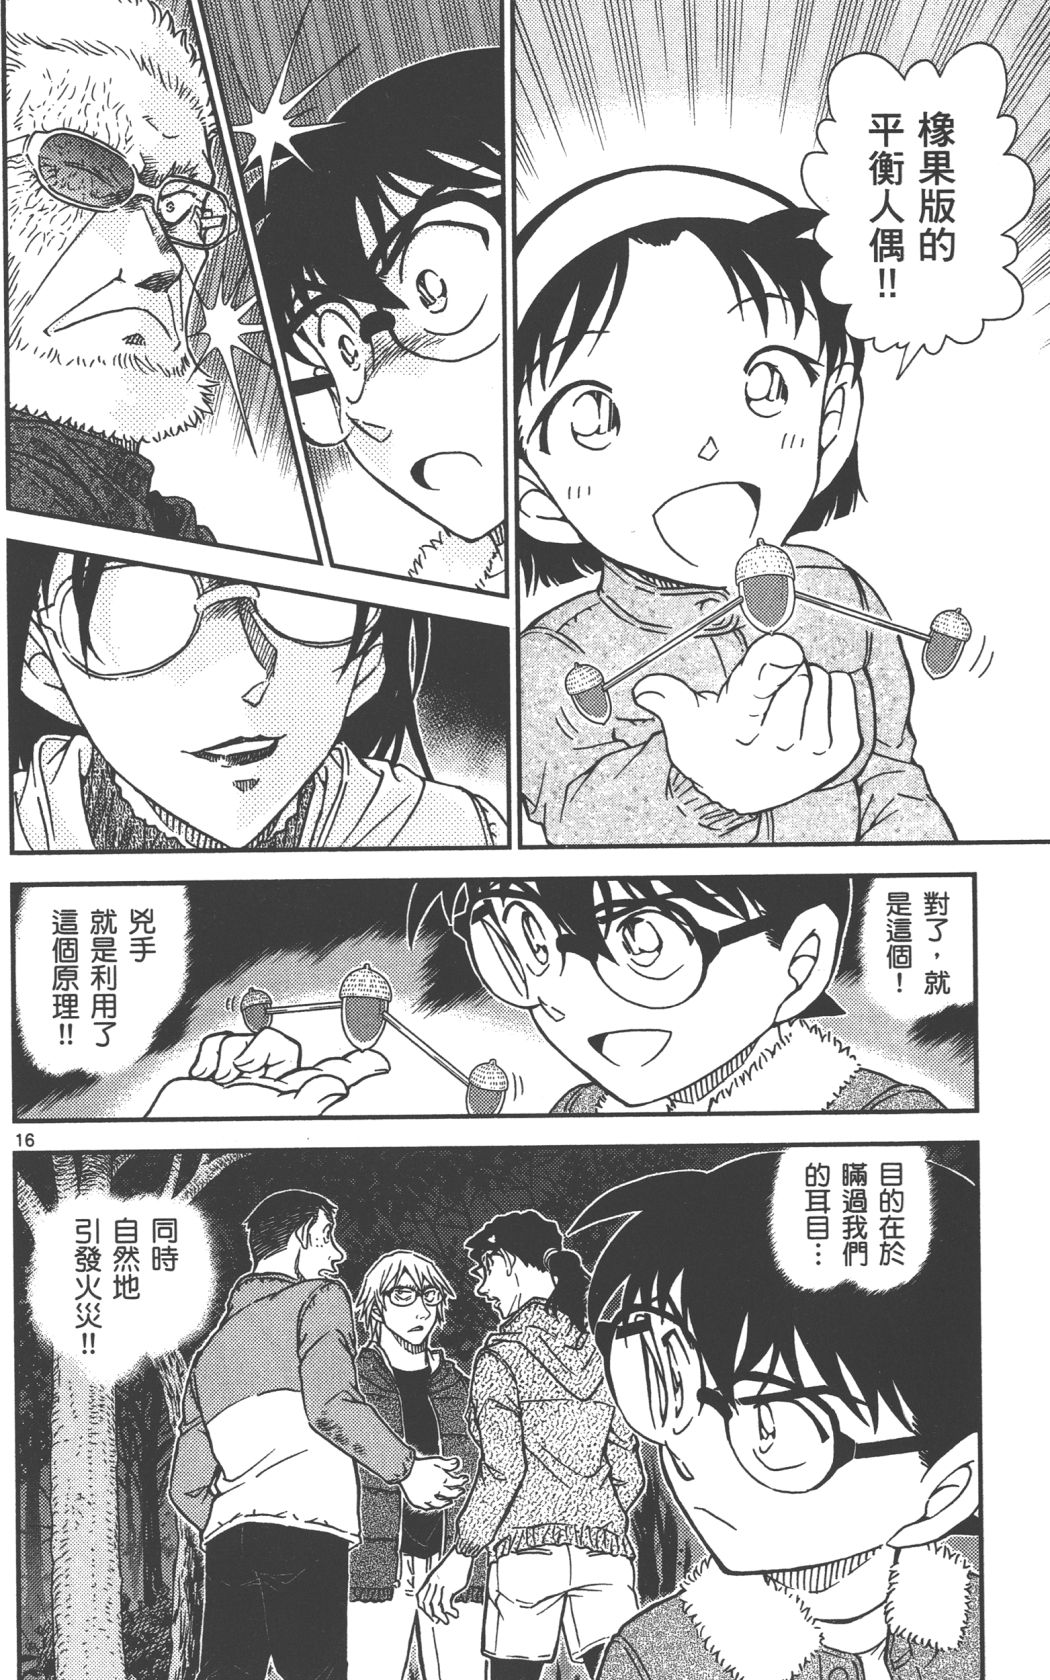 橡果版的
平衡人偶!!
對了，就
是這個！
兇手
就是利用了
這個原理!!
16
目的在於
瞞過我們
的耳目…
同時
自然地
引發火災!!